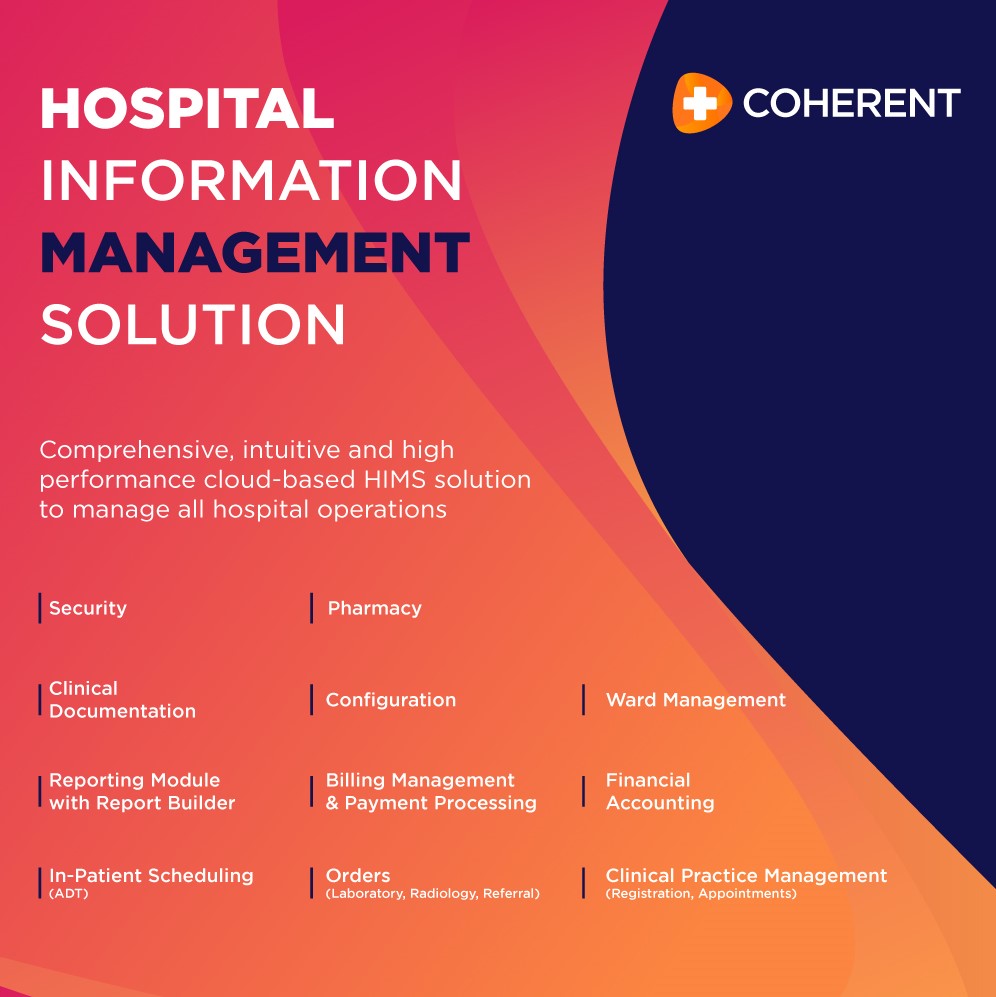 HOSPITAL
INFORMATION
MANAGEMENT
SOLUTION
COHERENT
Comprehensive, intuitive and high
performance cloud-based HIMS solution
to manage all hospital operations
Security
Pharmacy
Clinical
Documentation
Configuration
Ward Management
Reporting Module
with Report Builder
Billing Management
& Payment Processing
Financial
Accounting
In-Patient Scheduling
(ADT)
Orders
(Laboratory, Radiology, Referral)
Clinical Practice Management
(Registration, Appointments)